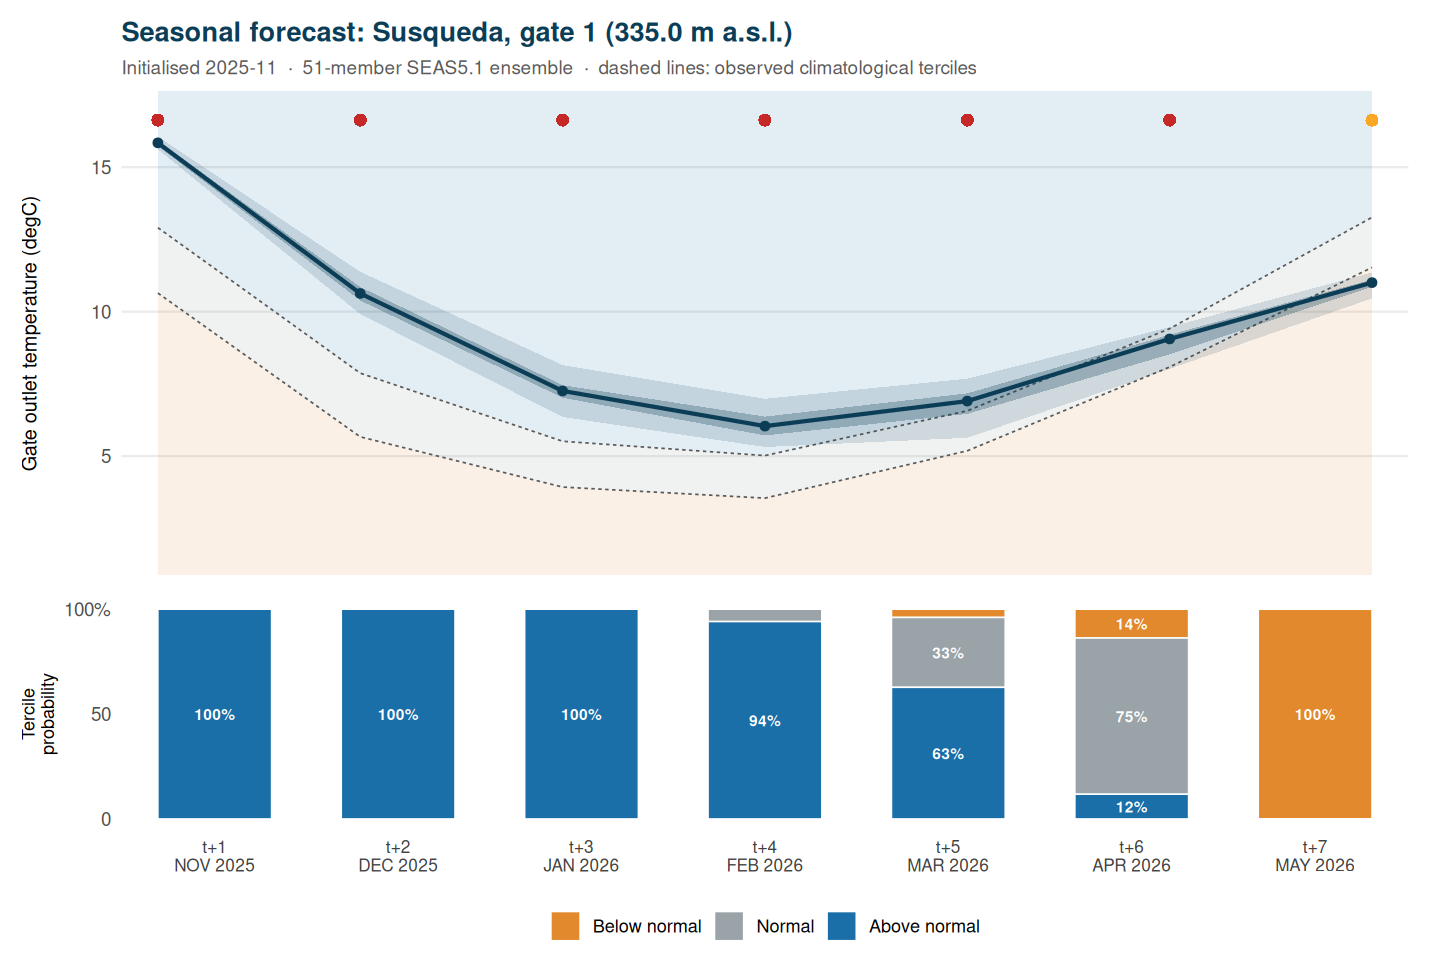 Seasonal forecast: Susqueda, gate 1 (335.0 m a.s.l.)
Initialised 2025-11 · 51-member SEAS5.1 ensemble · dashed lines: observed climatological terciles
Gate outlet temperature (degC)
15
10
5
Tercile
probability
100%
50
0
100%
100%
100%
94%
33%
63%
14%
75%
12%
100%
t+1
NOV 2025
t+2
DEC 2025
t+3
JAN 2026
t+4
FEB 2026
t+5
MAR 2026
t+6
APR 2026
t+7
MAY 2026
Below normal
Normal
Above normal